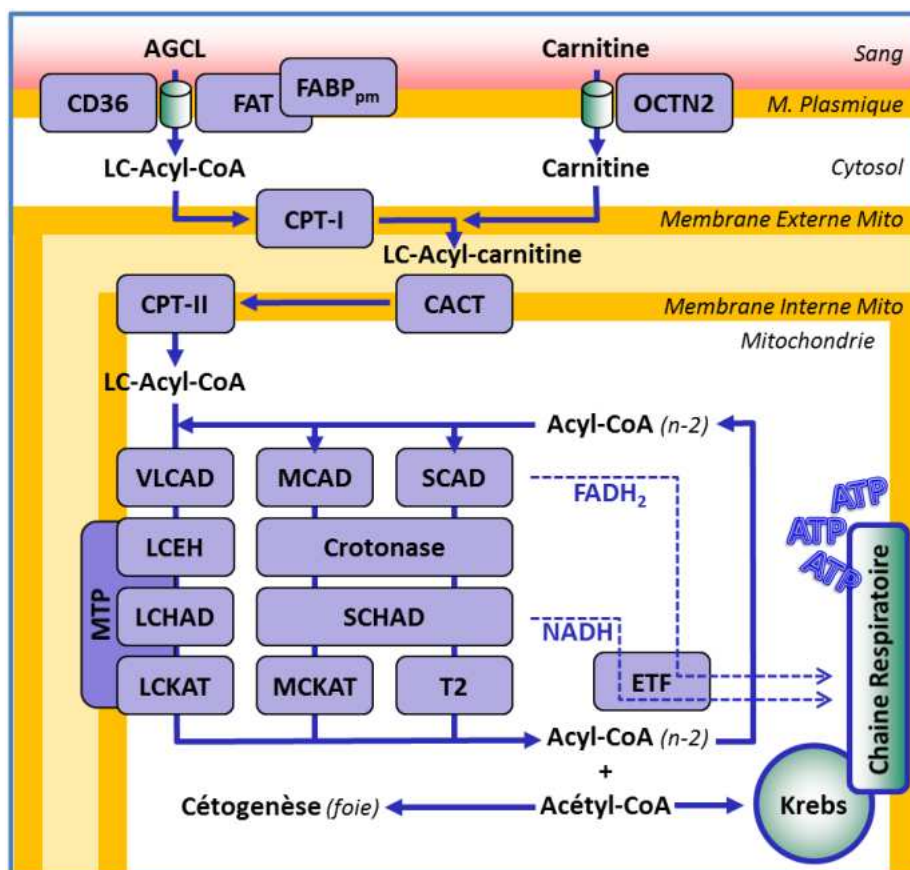 AGCL
Carnitine
Sang
CD36
FAT
FABPpm
OCTN2
M. Plasmique
LC-Acyl-CoA
Carnitine
Cytosol
CPT-I
Membrane Externe Mito
LC-Acyl-carnitine
CPT-II
CACT
Membrane Interne Mito
Mitochondrie
LC-Acyl-CoA
Acyl-CoA (n-2)
VLCAD
MCAD
SCAD
FADH2
ATP
ATP
ATP
MTP
LCEH
Crotonase
LCHAD
SCHAD
NADH
LCKAT
MCKAT
T2
ETF
Chaine Respiratoire
Acyl-CoA (n-2)
+
Cétogenèse (foie)
Acétyl-CoA
Krebs